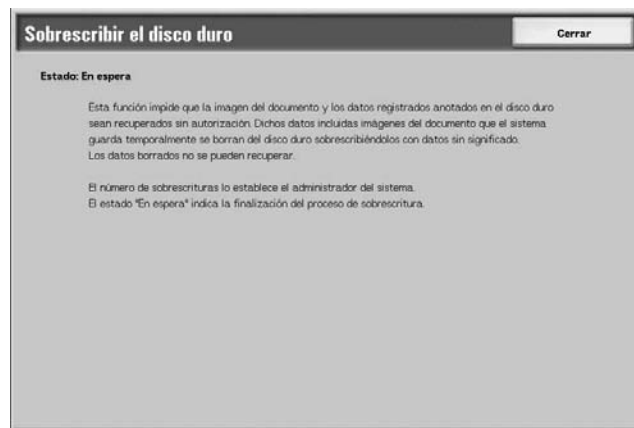 Sobrescribir el disco duro
Cerrar
Estado: En espera
Esta función impide que la imagen del documento y los datos registrados anotados en el disco duro
sean recuperados sin autorización. Dichos datos incluidas imágenes del documento que el sistema
guarda temporalmente se borran del disco duro sobrescribiéndolos con datos sin significado.
Los datos borrados no se pueden recuperar.
El número de sobrescrituras lo establece el administrador del sistema.
El estado "En espera" indica la finalización del proceso de sobrescritura.